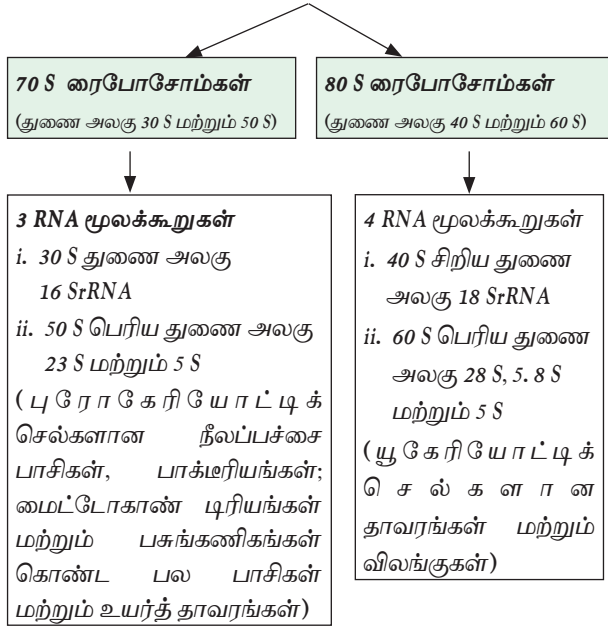 70 S ரைபோசோம்கள்
(துணை அலகு 30 S மற்றும் 50 S)
80 S ரைபோசோம்கள்
(துணை அலகு 40 S மற்றும் 60 S)
3 RNA மூலக்கூறுகள்
i. 30 S துணை அலகு
16 SrRNA
ii. 50 S பெரிய துணை அலகு
23 S மற்றும் 5 S
(புரோகேரியோட்டிக்
செல்களான நீலப்பச்சை
பாசிகள், பாக்டீரியங்கள்;
மைட்டோகாண் டிரியங்கள்
மற்றும் பசுங்கணிகங்கள்
கொண்ட பல பாசிகள்
மற்றும் உயர்த் தாவரங்கள்)
4 RNA மூலக்கூறுகள்
i. 40 S சிறிய துணை
அலகு 18 SrRNA
ii. 60 S பெரிய துணை
அலகு 28 S, 5. 8 S
மற்றும் 5 S
(யூகேரியோட்டிக்
செல்களான
தாவரங்கள் மற்றும்
விலங்குகள்)